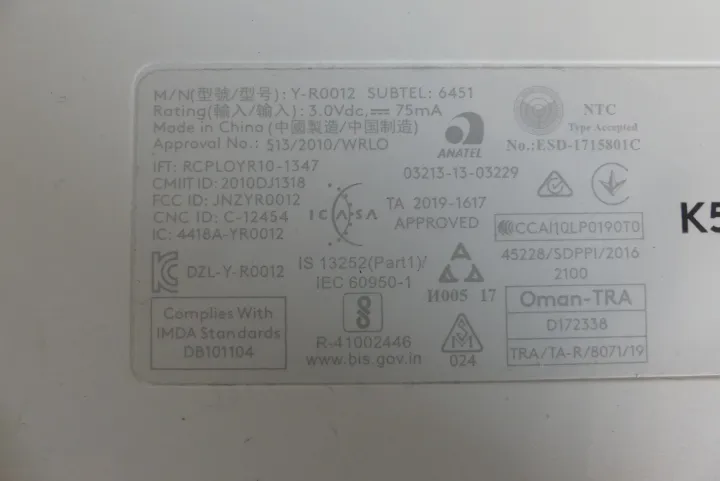 M/N(型號/型号): Y-R0012 SUBTEL: 6451
Rating(輸入/输入): 3.0Vdc, 75mA
Made in China (中國製造/中国制造)
Approval No.: §13/2010/WRLO
IFT: RCPLOYR10-1347
CMIIT ID: 2010DJ1318
FCC ID: JNZYR0012
CNC ID: C-12454
IC: 4418A-YR0012
ICASA
TA 2019-1617
APPROVED
ANATEL
03213-13-03229
NTC
Type Accepted
No.:ESD-1715801C
CCAI10LP0190T0
45228/SDPPI/2016
2100
DZL-Y-R0012
IS 13252(Part1)/
IEC 60950-1
R-41002446
www.bis.gov.in
H005 17
024
Complies With
IMDA Standards
DB101104
Oman-TRA
D172338
TRA/TA-R/8071/19
K5